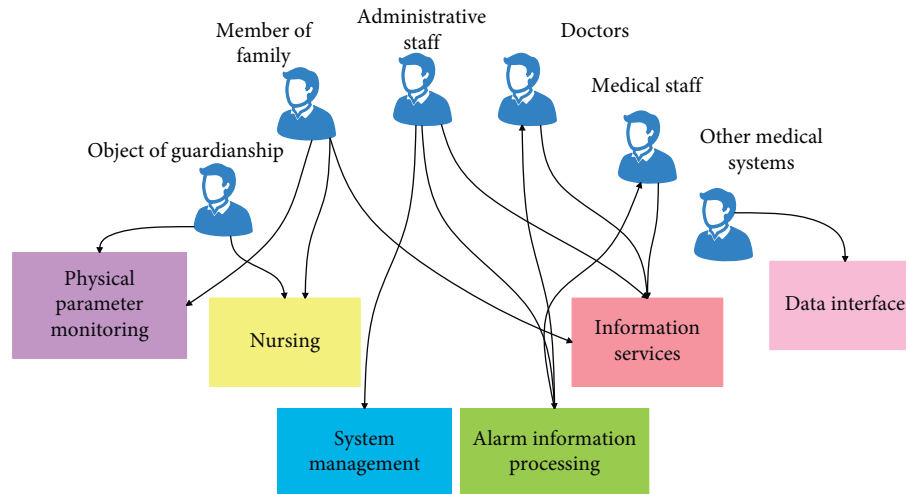 Member of
family
Administrative
staff
Doctors
Medical staff
Other medical
systems
Object of guardianship
Physical
parameter
monitoring
Nursing
Information
services
Data interface
System
management
Alarm information
processing